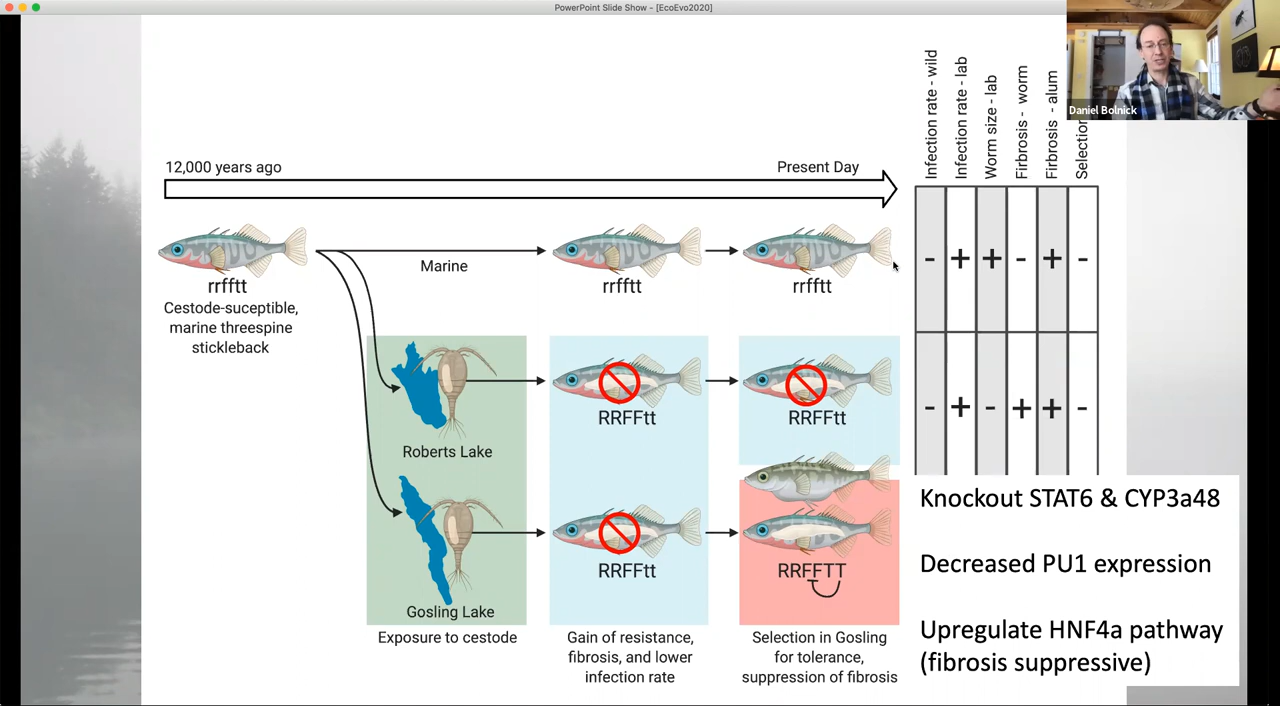 PowerPoint Slide Show - [EcoEvo2020]
Daniel Bolnick
Infection rate - wild
Infection rate - lab
Worm size - lab
Firbrosis - worm
Fibrosis - alum
Selection
12,000 years ago
Present Day
Marine
rrfftt
rrfftt
rrfftt
Cestode-suceptible,
marine threespine
stickleback
- + + - + -
RRFFtt
RRFFtt
- + - + + -
Roberts Lake
RRFFtt
RRFFTT
Gosling Lake
Exposure to cestode
Gain of resistance,
fibrosis, and lower
infection rate
Selection in Gosling
for tolerance,
suppression of fibrosis
Knockout STAT6 & CYP3a48
Decreased PU1 expression
Upregulate HNF4a pathway
(fibrosis suppressive)